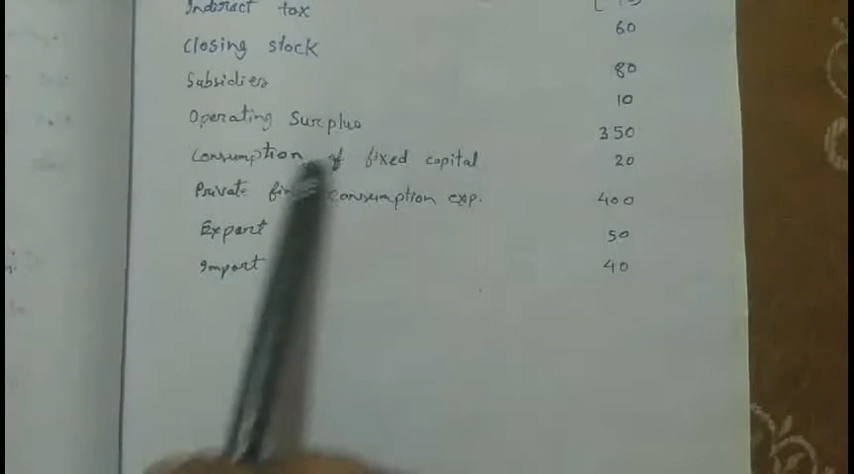 Indirect tax
60
Closing stock
80
Subsidies
10
Operating Surplus
350
Consumption of fixed capital
20
Private consumption exp.
400
Export
50
Import
40